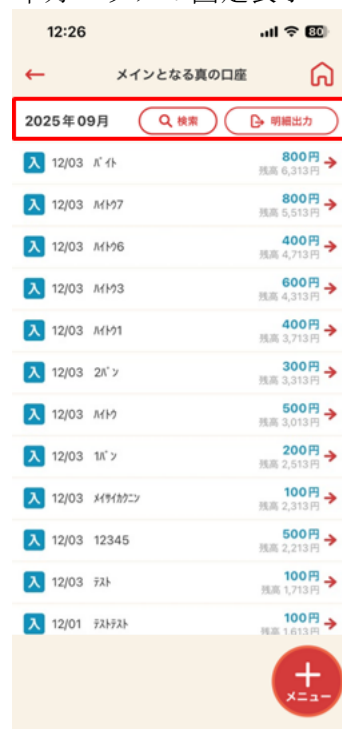 12:26
80
メインとなる真の口座
2025年09月 検索 明細出力
入 12/03 ﾊﾞｲﾄ 800円
残高 6,313円
入 12/03 ﾊｲﾄﾜ7 800円
残高 5,513円
入 12/03 ﾊｲﾄﾜ6 400円
残高 4,713円
入 12/03 ﾊｲﾄﾜ3 600円
残高 4,313円
入 12/03 ﾊｲﾄﾜ1 400円
残高 3,713円
入 12/03 2ﾊﾞﾝ 300円
残高 3,313円
入 12/03 ﾊｲﾄﾜ 500円
残高 3,013円
入 12/03 1ﾊﾞﾝ 200円
残高 2,513円
入 12/03 ﾒｲｻｲｶｸﾆﾝ 100円
残高 2,313円
入 12/03 12345 500円
残高 2,213円
入 12/03 ﾃｽﾄ 100円
残高 1,713円
入 12/01 ﾃｽﾄﾃｽﾄ 100円
残高 1,613円
メニュー